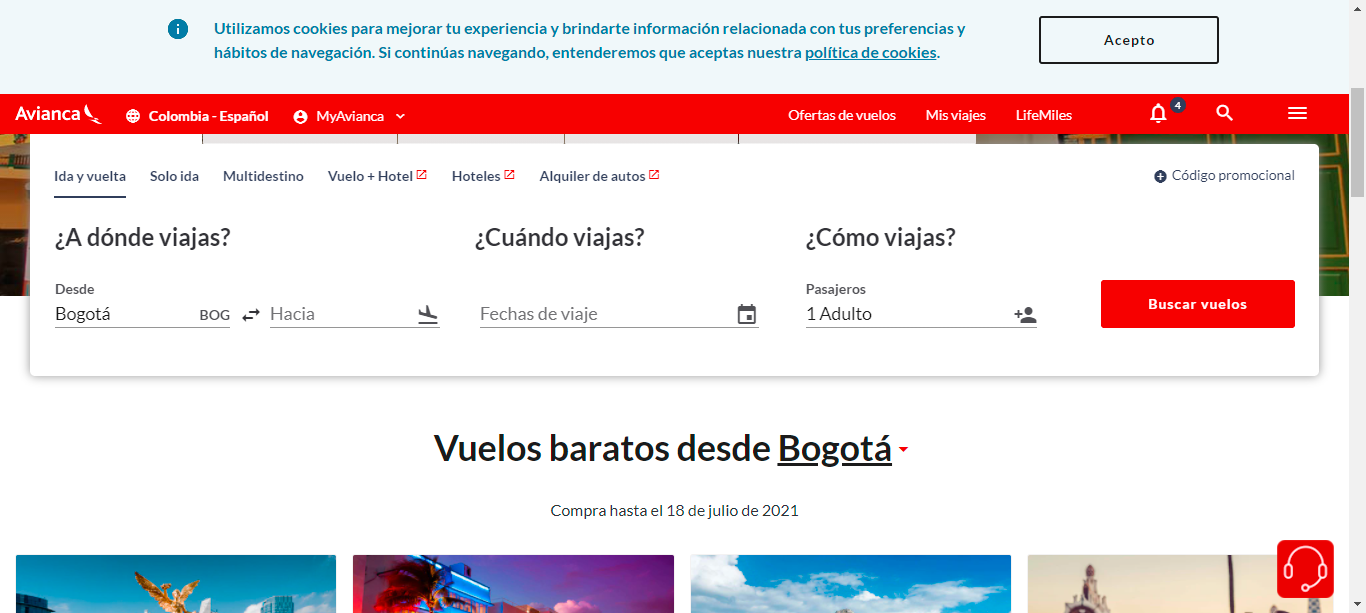 Utilizamos cookies para mejorar tu experiencia y brindarte información relacionada con tus preferencias y
hábitos de navegación. Si continúas navegando, entenderemos que aceptas nuestra política de cookies.
Acepto
Avianca
Colombia - Español
MyAvianca
Ofertas de vuelos
Mis viajes
LifeMiles
4
Ida y vuelta
Solo ida
Multidestino
Vuelo + Hotel
Hoteles
Alquiler de autos
Código promocional
¿A dónde viajas?
¿Cuándo viajas?
¿Cómo viajas?
Desde
Bogotá
BOG
Hacia
Fechas de viaje
Pasajeros
1 Adulto
Buscar vuelos
Vuelos baratos desde Bogotá
Compra hasta el 18 de julio de 2021